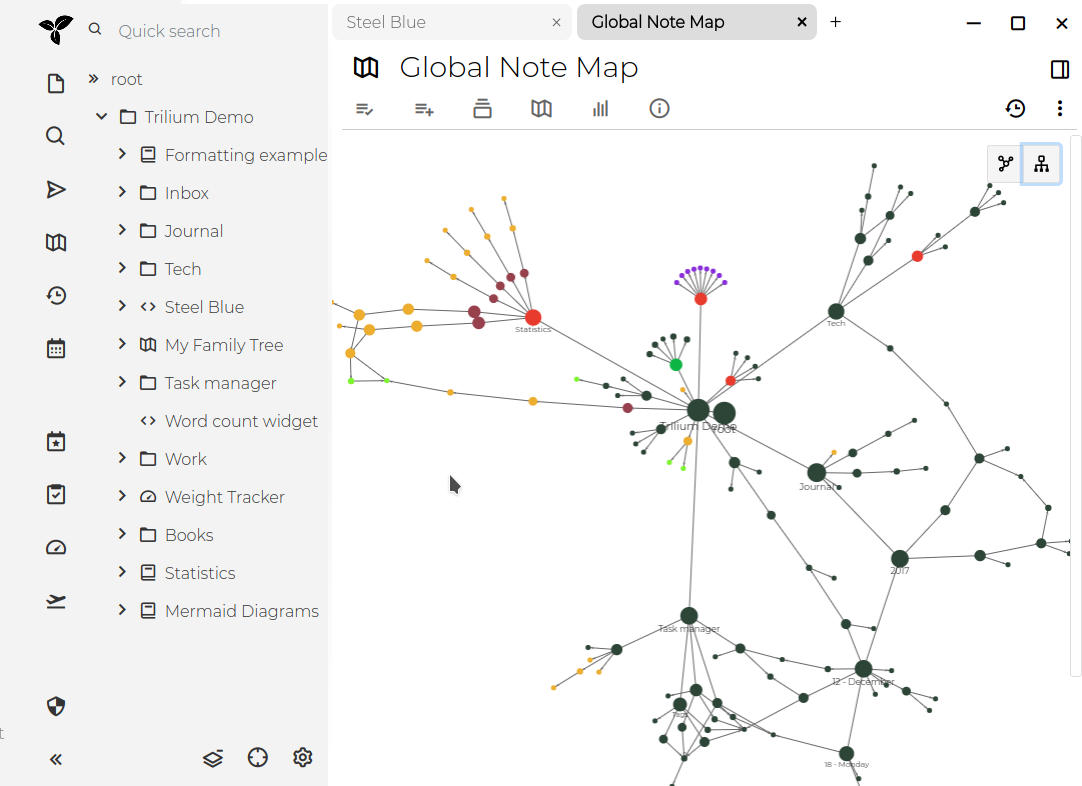 Steel Blue
Global Note Map
Quick search
Global Note Map
root
Trilium Demo
Formatting example
Inbox
Journal
Tech
Steel Blue
My Family Tree
Task manager
Word count widget
Work
Weight Tracker
Books
Statistics
Mermaid Diagrams
Statistics
Tech
Trilium Demo
root
Journal
2017
Task manager
12 - December
18 - Monday
t